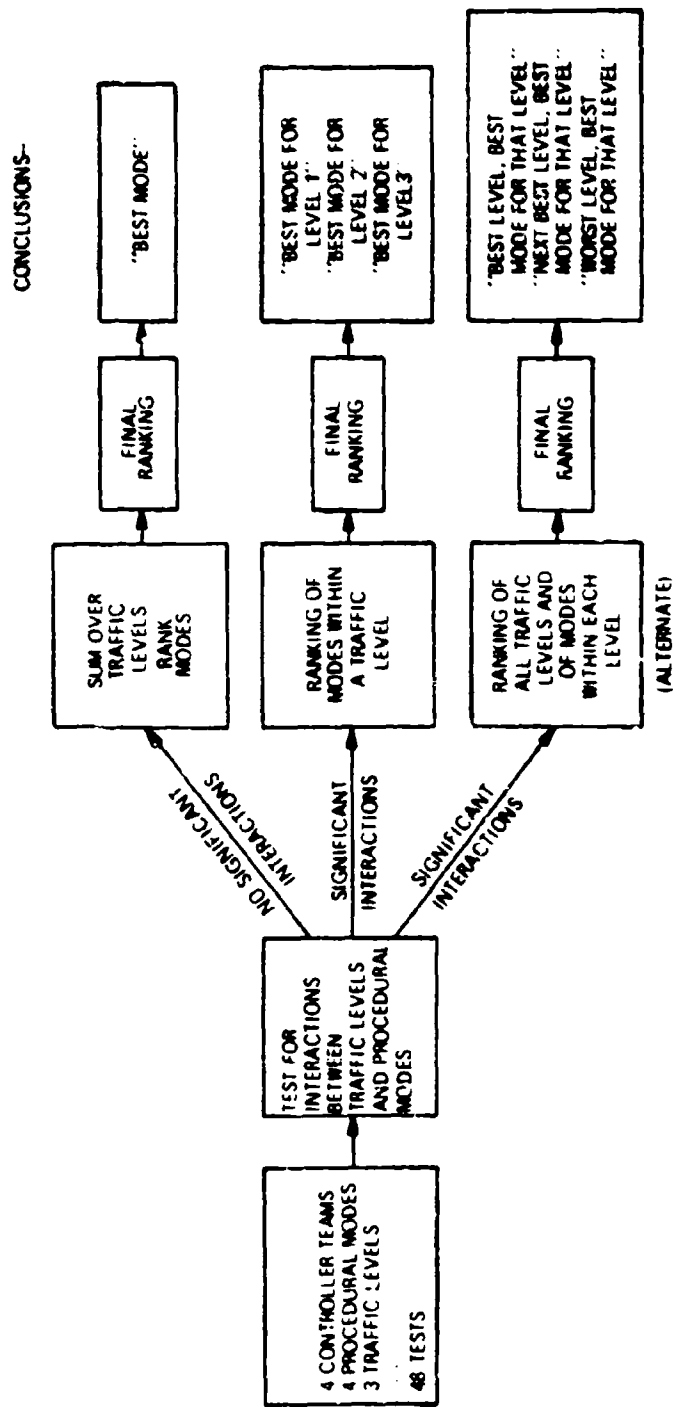 4 CONTROLLER TEAMS
4 PROCEDURAL MODES
3 TRAFFIC LEVELS
48 TESTS
TEST FOR
INTERACTIONS
BETWEEN
TRAFFIC LEVELS
AND PROCEDURAL
MODES
NO SIGNIFICANT
INTERACTIONS
SIGNIFICANT
INTERACTIONS
SIGNIFICANT
INTERACTIONS
SUM OVER
TRAFFIC
LEVELS
RANK
MODES
FINAL
RANKING
CONCLUSIONS-
"BEST MODE"
RANKING OF
MODES WITHIN
A TRAFFIC
LEVEL
FINAL
RANKING
"BEST MODE FOR
LEVEL 1"
"BEST MODE FOR
LEVEL 2"
"BEST MODE FOR
LEVEL3"
RANKING OF
ALL TRAFFIC
LEVELS AND
OF MODES
WITHIN EACH
LEVEL
(ALTERNATE)
FINAL
RANKING
"BEST LEVEL, BEST
MODE FOR THAT LEVEL"
"NEXT BEST LEVEL, BEST
MODE FOR THAT LEVEL"
"WORST LEVEL, BEST
MODE FOR THAT LEVEL"